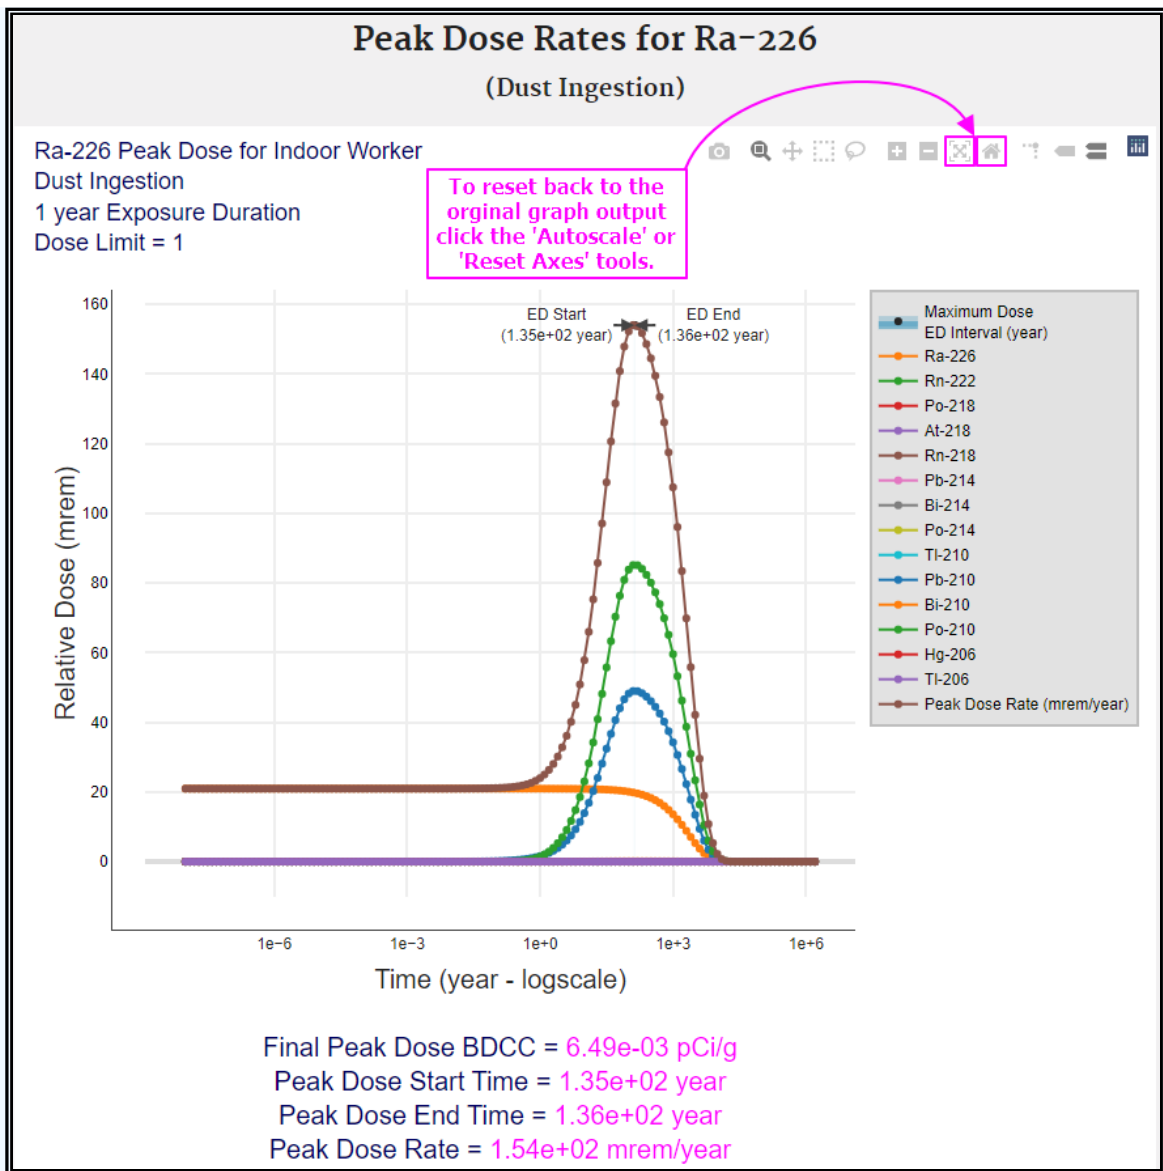 Peak Dose Rates for Ra-226
(Dust Ingestion)
Ra-226 Peak Dose for Indoor Worker
Dust Ingestion
1 year Exposure Duration
Dose Limit = 1
To reset back to the
orginal graph output
click the 'Autoscale' or
'Reset Axes' tools.
160
140
120
100
80
60
40
20
0
Relative Dose (mrem)
ED Start
(1.35e+02 year)
ED End
(1.36e+02 year)
1e−6
1e−3
1e+0
1e+3
1e+6
Time (year - logscale)
Maximum Dose
ED Interval (year)
Ra-226
Rn-222
Po-218
At-218
Rn-218
Pb-214
Bi-214
Po-214
Tl-210
Pb-210
Bi-210
Po-210
Hg-206
Tl-206
Peak Dose Rate (mrem/year)
Final Peak Dose BDCC = 6.49e-03 pCi/g
Peak Dose Start Time = 1.35e+02 year
Peak Dose End Time = 1.36e+02 year
Peak Dose Rate = 1.54e+02 mrem/year